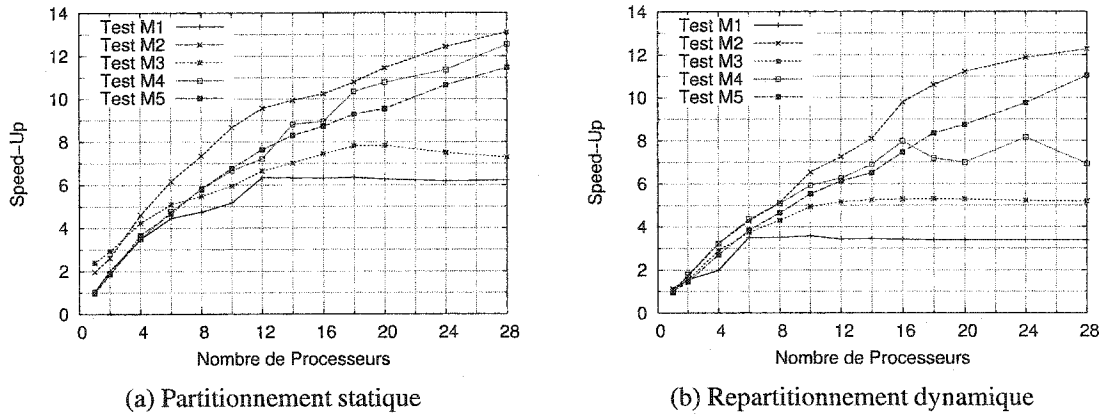 14
12
10
8
6
4
2
0
Speed-Up
Test M1
Test M2
Test M3
Test M4
Test M5
0 4 8 12 16 20 24 28
Nombre de Processeurs
(a) Partitionnement statique
14
12
10
8
6
4
2
0
Speed-Up
Test M1
Test M2
Test M3
Test M4
Test M5
0 4 8 12 16 20 24 28
Nombre de Processeurs
(b) Repartitionnement dynamique